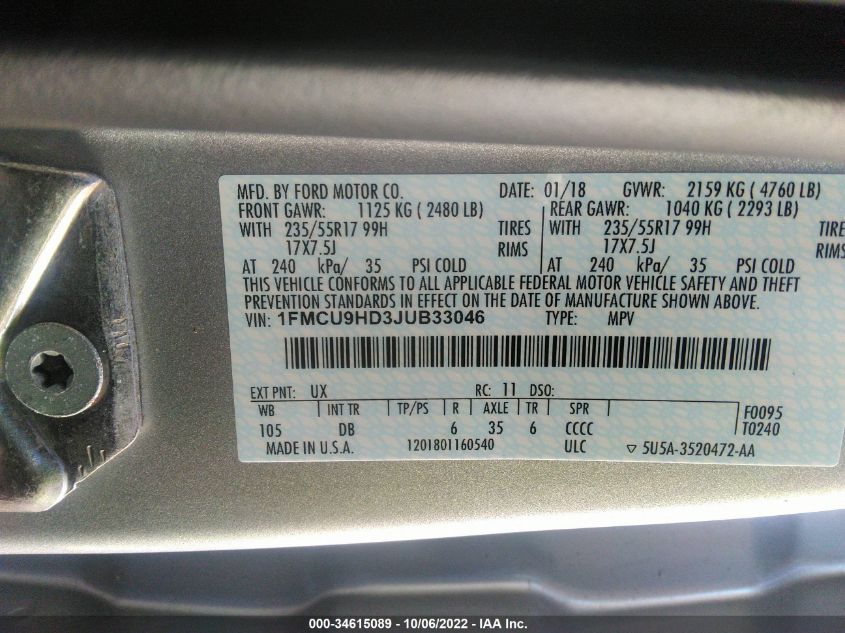 MFD. BY FORD MOTOR CO. DATE: 01/18 GVWR: 2159 KG ( 4760 LB)
FRONT GAWR: 1125 KG ( 2480 LB) REAR GAWR: 1040 KG ( 2293 LB)
WITH 235/55R17 99H TIRES WITH 235/55R17 99H TIRE
17X7.5J RIMS 17X7.5J RIMS
AT 240 kPa/ 35 PSI COLD AT 240 kPa/ 35 PSI COLD
THIS VEHICLE CONFORMS TO ALL APPLICABLE FEDERAL MOTOR VEHICLE SAFETY AND THEFT
PREVENTION STANDARDS IN EFFECT ON THE DATE OF MANUFACTURE SHOWN ABOVE.
VIN: 1FMCU9HD3JUB33046 TYPE: MPV
EXT PNT: UX RC: 11 DSO:
WB INT TR TP/PS R AXLE TR SPR F0095
105 DB 6 35 6 CCCC T0240
MADE IN U.S.A. 1201801160540 ULC ▽ 5U5A-3520472-AA
000-34615089 - 10/06/2022 - IAA Inc.